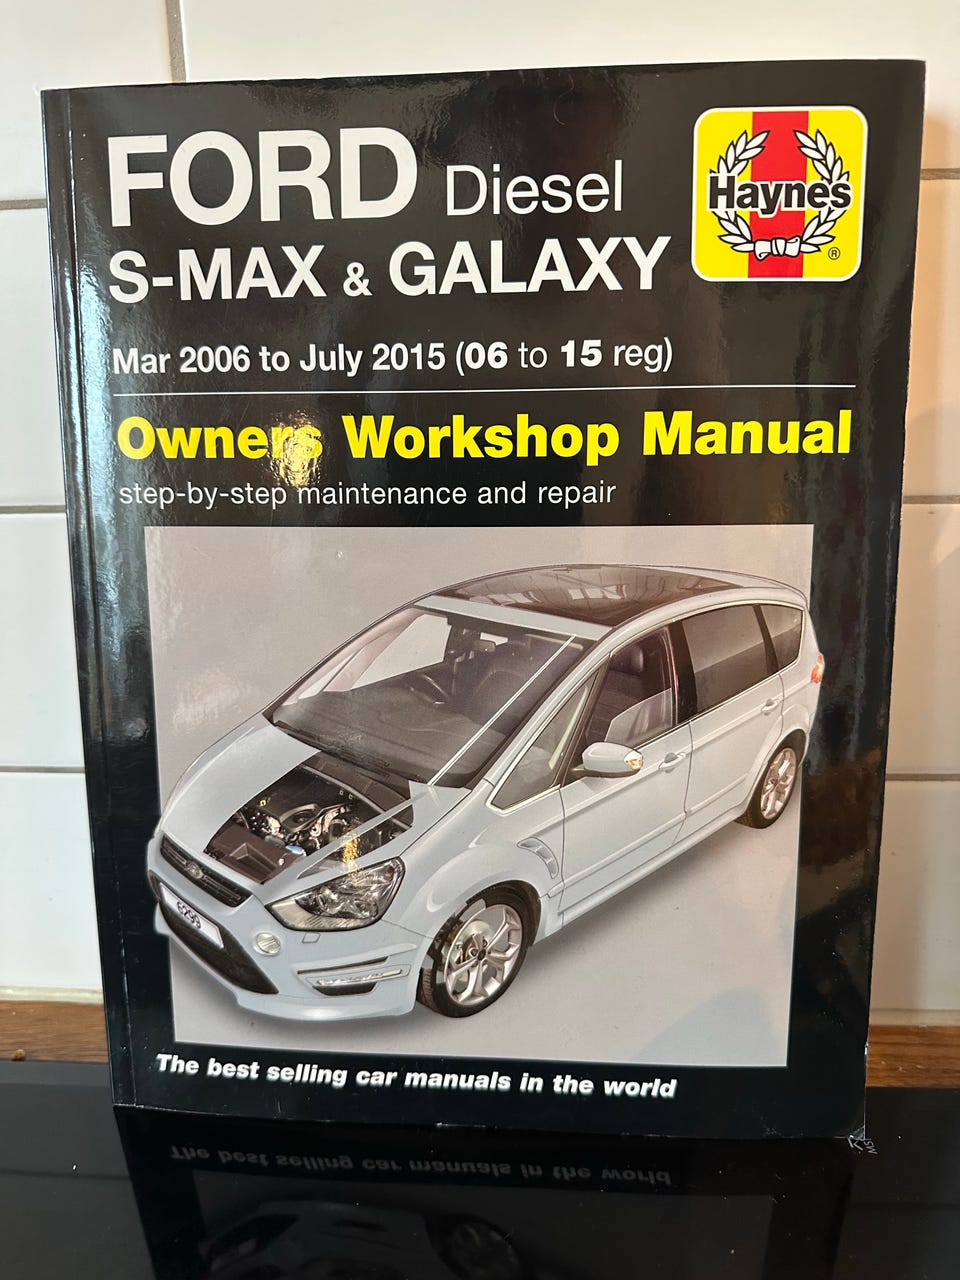 FORD Diesel
S-MAX & GALAXY
Haynes
®
Mar 2006 to July 2015 (06 to 15 reg)
Owners Workshop Manual
step-by-step maintenance and repair
6299
The best selling car manuals in the world